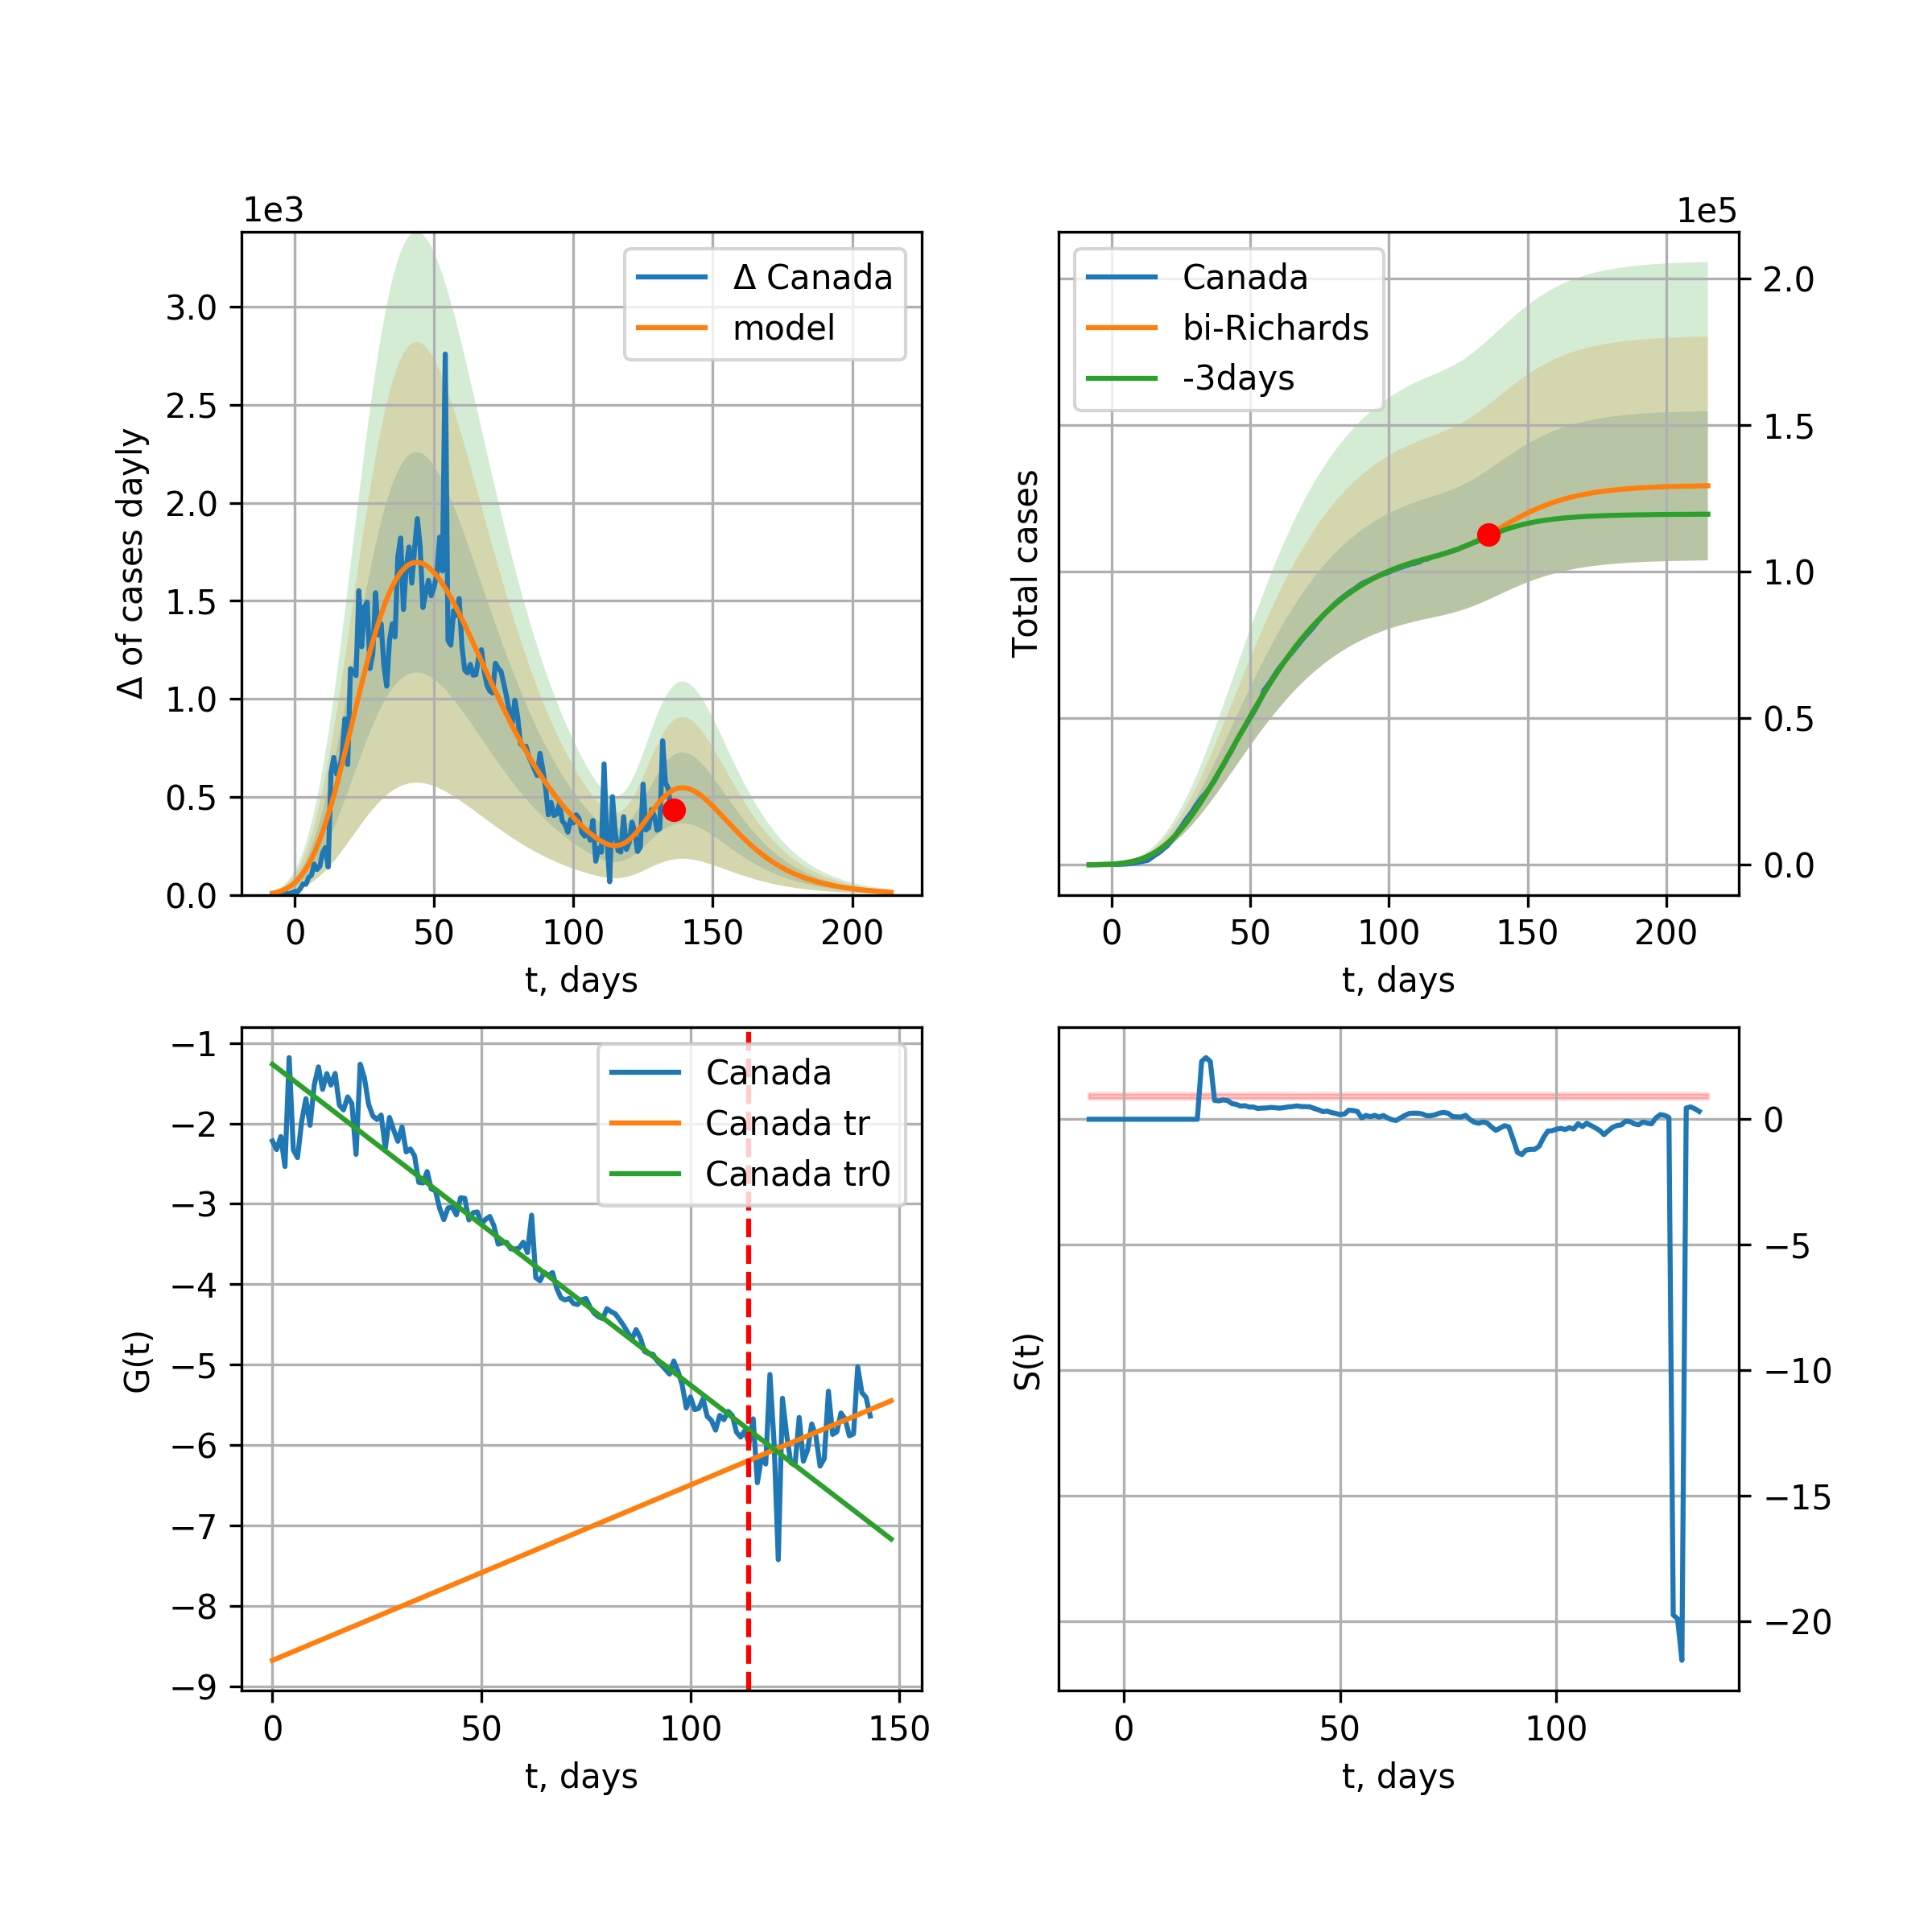 1e3
Δ of cases dayly
3.0
2.5
2.0
1.5
1.0
0.5
0.0
0 50 100 150 200
t, days
Δ Canada
model
1e5
Total cases
2.0
1.5
1.0
0.5
0.0
0 50 100 150 200
t, days
Canada
bi-Richards
-3days
G(t)
−1
−2
−3
−4
−5
−6
−7
−8
−9
0 50 100 150
t, days
Canada
Canada tr
Canada tr0
S(t)
0
−5
−10
−15
−20
0 50 100
t, days